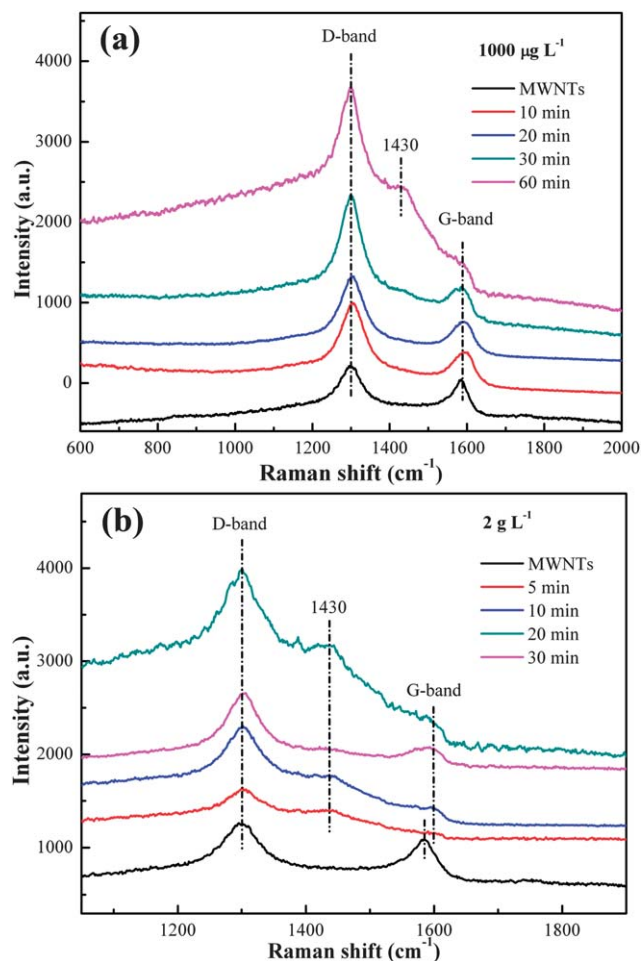 (a)
D-band
1000 μg L⁻¹
MWNTs
10 min
20 min
30 min
60 min
1430
G-band
4000
3000
2000
1000
0
Intensity (a.u.)
600 800 1000 1200 1400 1600 1800 2000
Raman shift (cm⁻¹)
(b)
D-band
2 g L⁻¹
MWNTs
5 min
10 min
20 min
30 min
1430
G-band
4000
3000
2000
1000
Intensity (a.u.)
1200 1400 1600 1800
Raman shift (cm⁻¹)